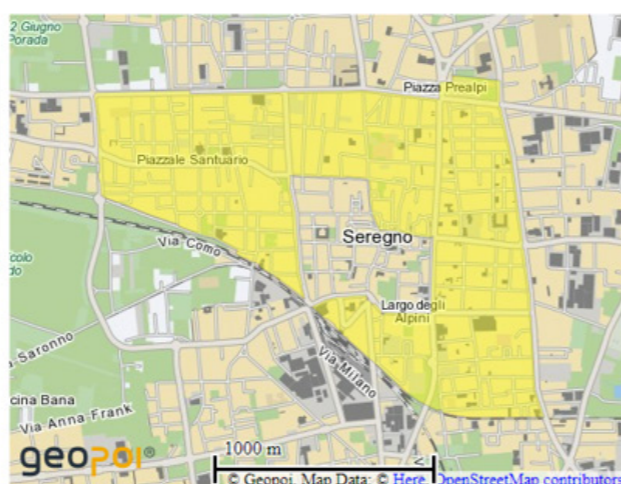 2 Giugno
Porada
Piazza Prealpi
Piazzale Santuario
Seregno
Via Como
colo
do
Largo degli
Alpini
a-Saronno
Via Milano
cina Bana
Via Anna Frank
geopoi®
1000 m
© Geopoi, Map Data: © Here, OpenStreetMap contributors